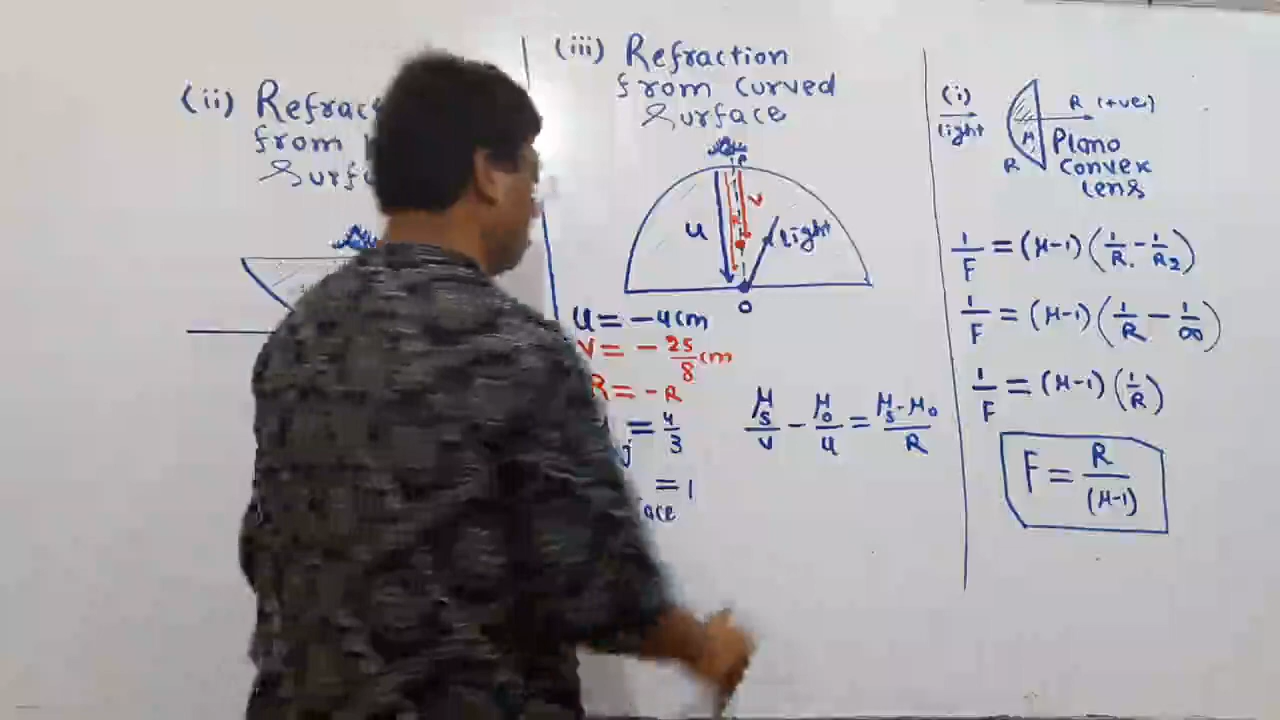 (ii) Refrac
from
Surf
(iii) Refraction
from curved
Surface
P
u
R
v
light
O
u = -4cm
v = - 25/8 cm
R = -R
j = 4/3
ace = 1
μs/v - μo/u = μs-μo/R
(i)
light
R (+ve)
μ
R
Plano
convex
lens
1/F = (μ-1)(1/R1 - 1/R2)
1/F = (μ-1)(1/R - 1/∞)
1/F = (μ-1)(1/R)
F = R/(μ-1)